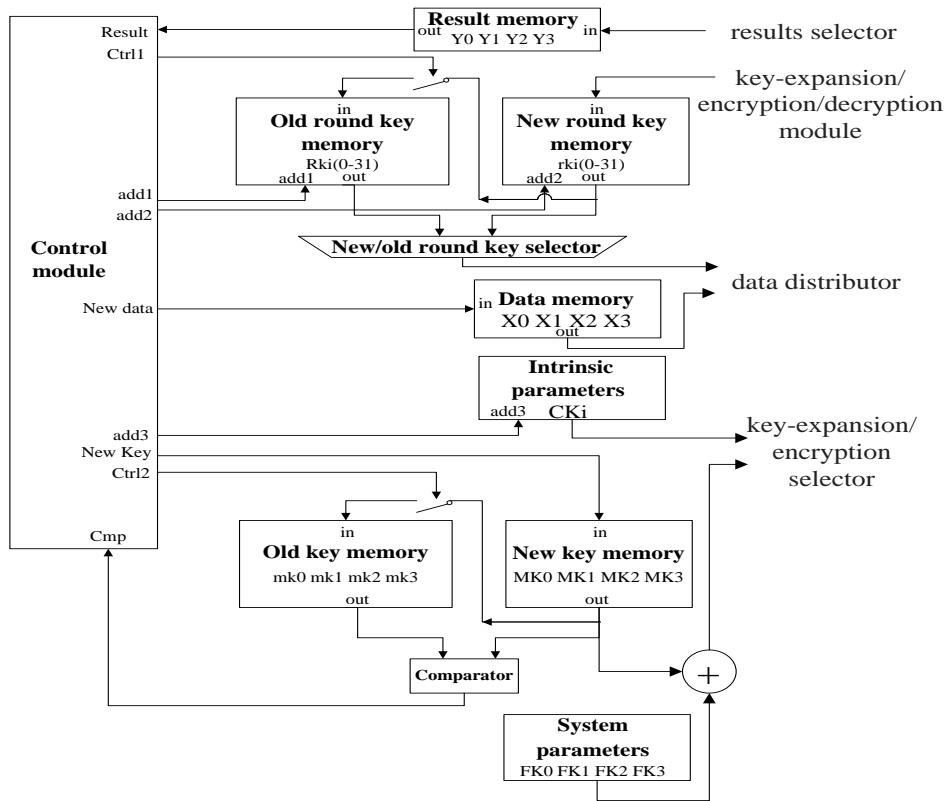 Result memory
out Y0 Y1 Y2 Y3 in
results selector
Result
Ctrl1
key-expansion/
encryption/decryption
module
in
Old round key
memory
Rki(0-31)
add1 out
in
New round key
memory
rki(0-31)
add2 out
add1
add2
New/old round key selector
Control
module
data distributor
New data
in Data memory
X0 X1 X2 X3
out
Intrinsic
parameters
add3 CKi
key-expansion/
encryption
selector
add3
New Key
Ctrl2
Cmp
in
Old key memory
mk0 mk1 mk2 mk3
out
in
New key memory
MK0 MK1 MK2 MK3
out
Comparator
+
System
parameters
FK0 FK1 FK2 FK3